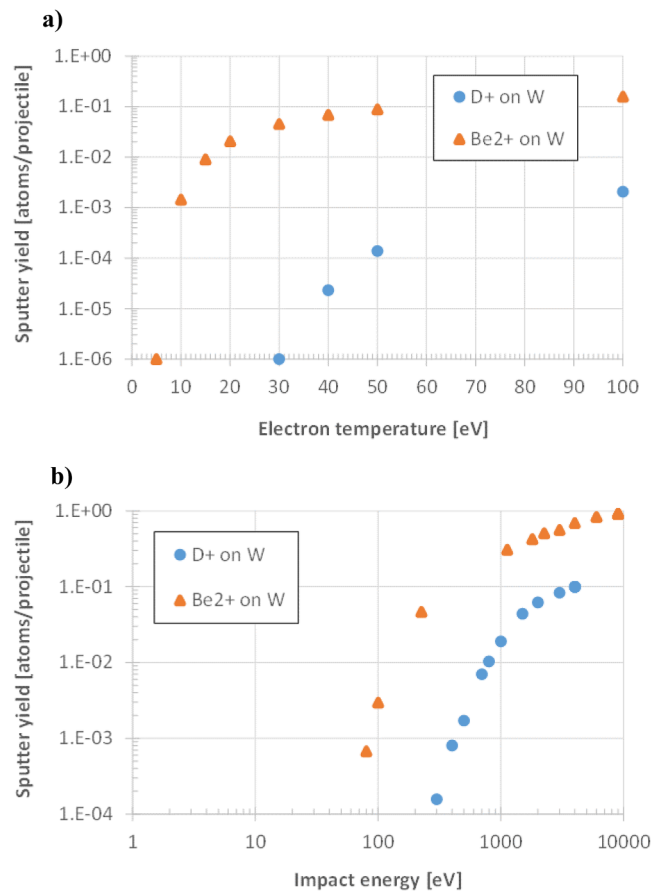 a)
1.E+00
1.E-01
1.E-02
1.E-03
1.E-04
1.E-05
1.E-06
Sputter yield [atoms/projectile]
D+ on W
Be2+ on W
0 10 20 30 40 50 60 70 80 90 100
Electron temperature [eV]
b)
1.E+00
1.E-01
1.E-02
1.E-03
1.E-04
Sputter yield [atoms/projectile]
D+ on W
Be2+ on W
1 10 100 1000 10000
Impact energy [eV]